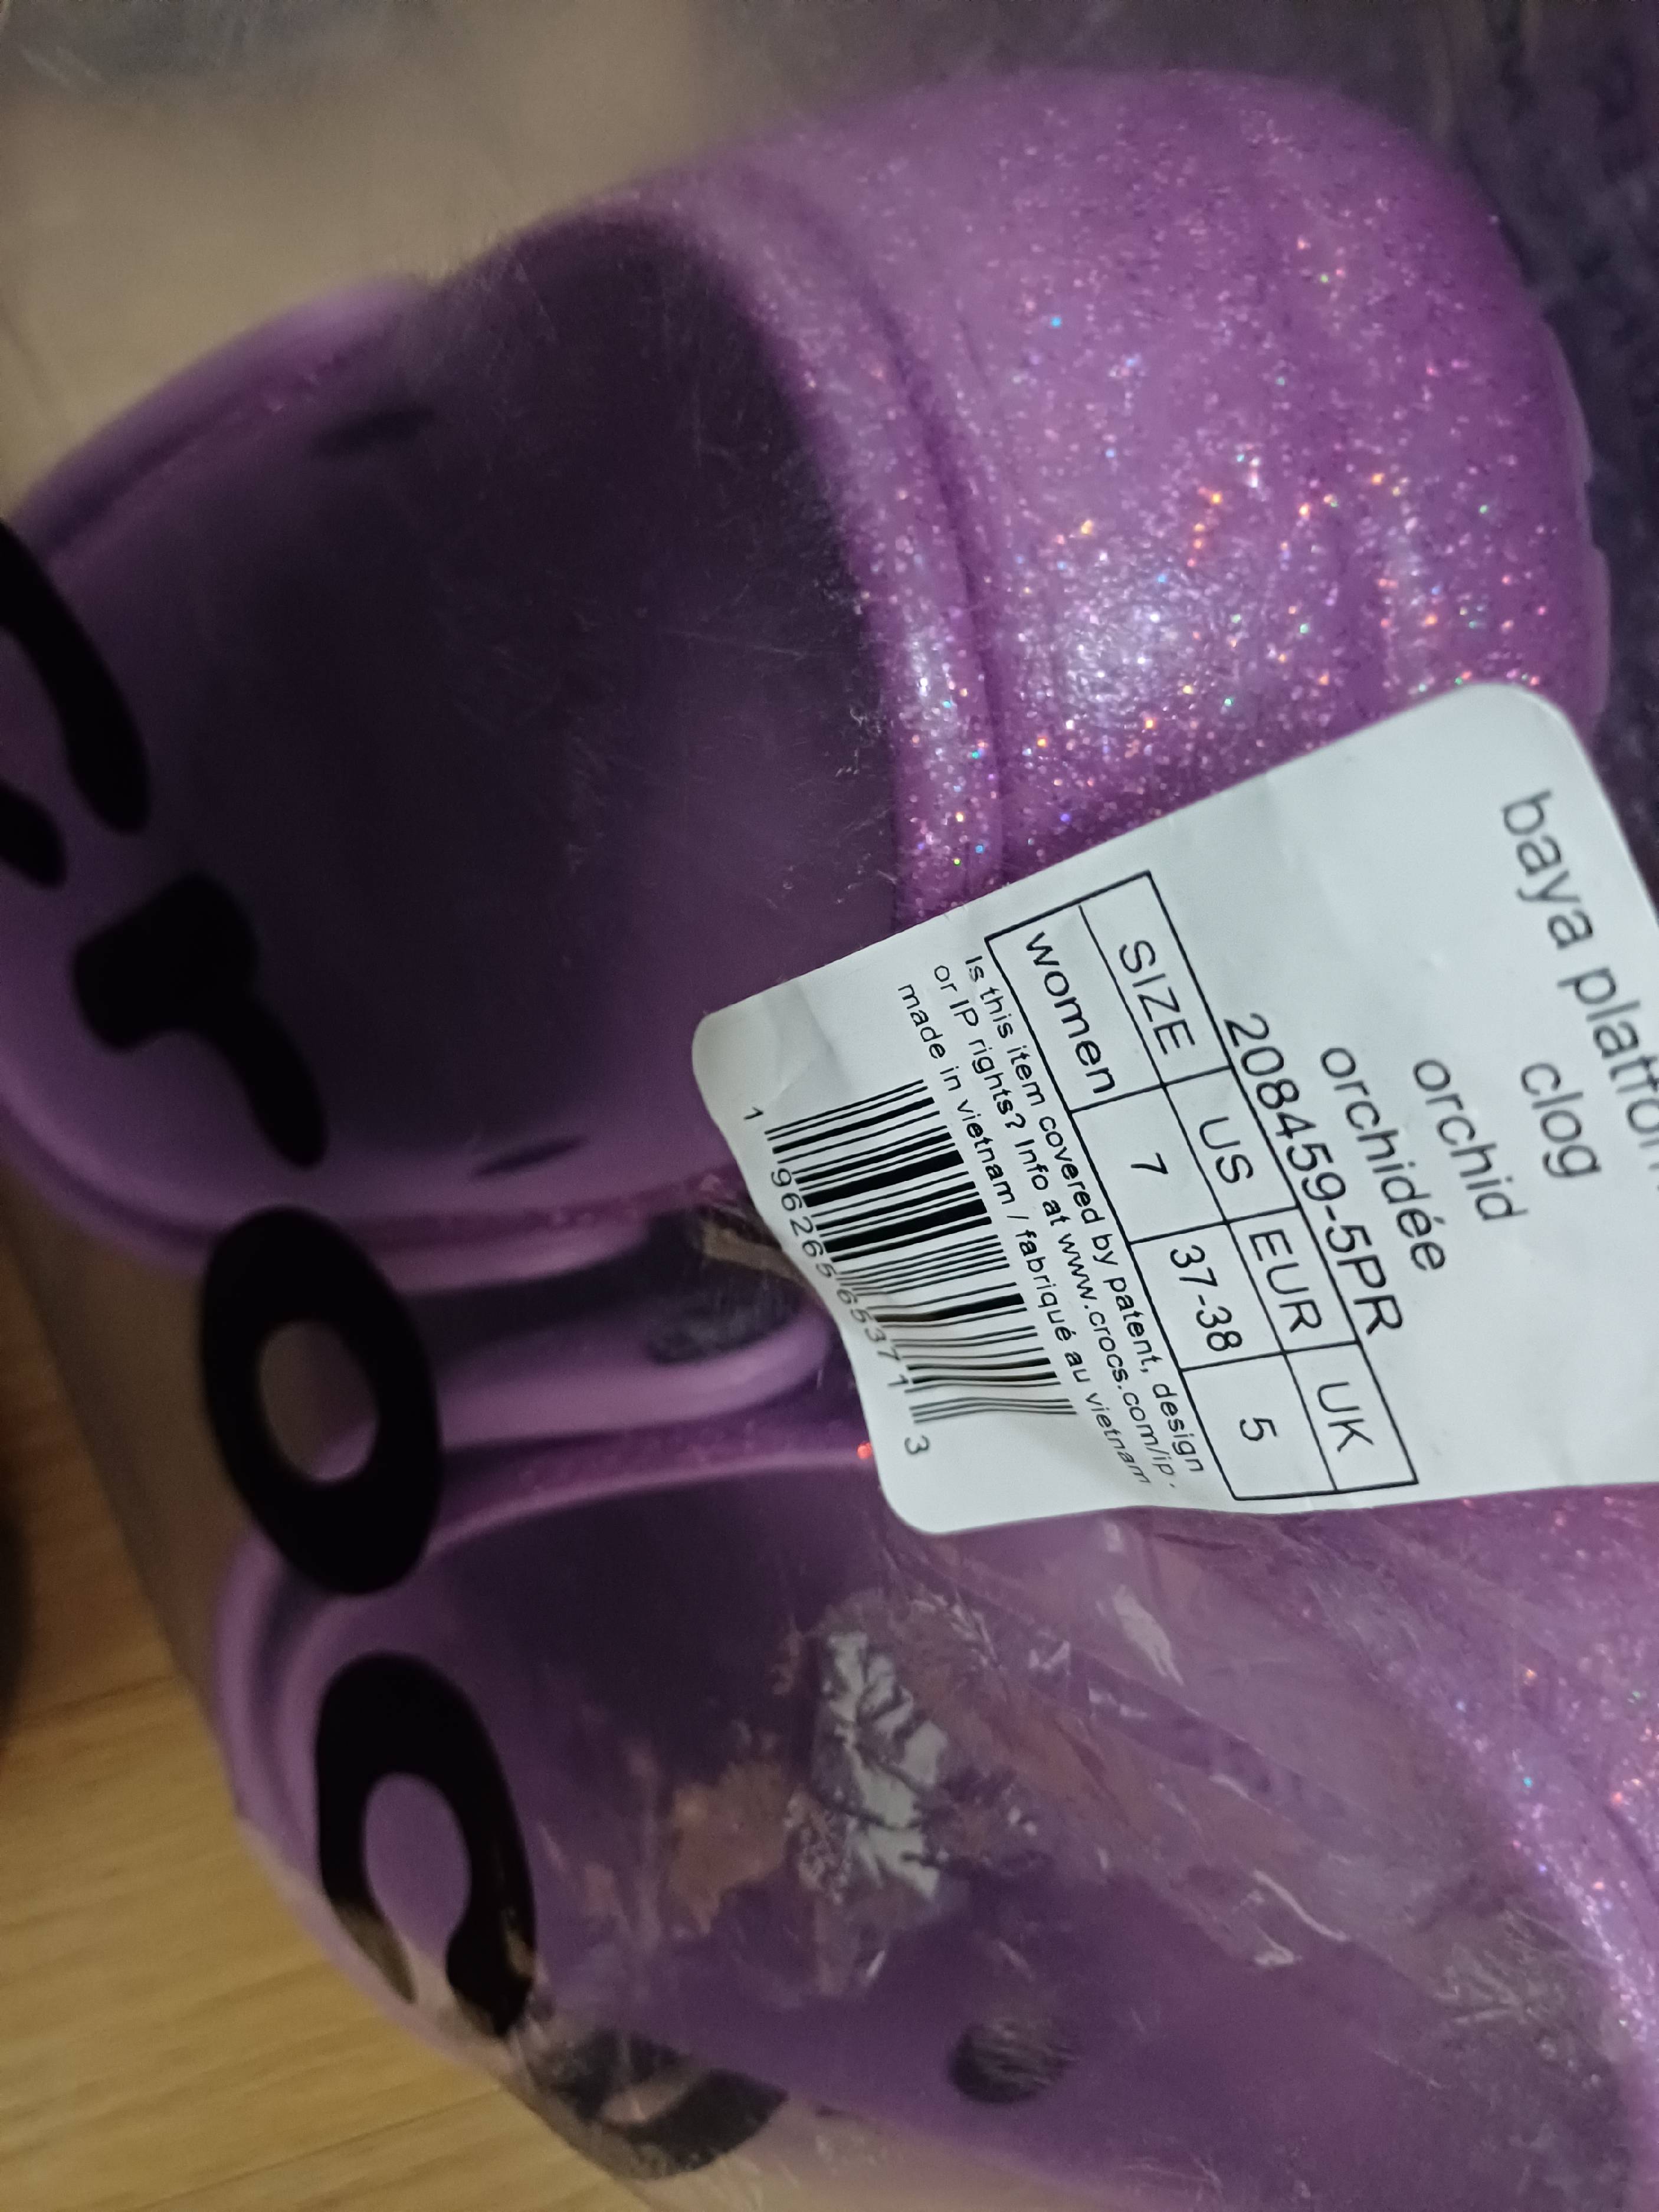 crocs
baya platform
clog
orchid
orchidée
208459-5PR
SIZE US EUR UK
women 7 37-38 5
Is this item covered by patent, design
or IP rights? Info at www.crocs.com/ip.
made in vietnam / fabriqué au vietnam
1 96265 65371 3